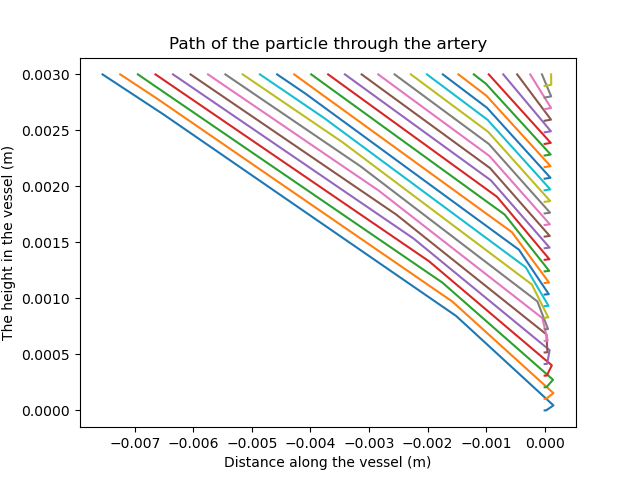 Path of the particle through the artery
0.0030
0.0025
0.0020
0.0015
0.0010
0.0005
0.0000
The height in the vessel (m)
−0.007 −0.006 −0.005 −0.004 −0.003 −0.002 −0.001 0.000
Distance along the vessel (m)